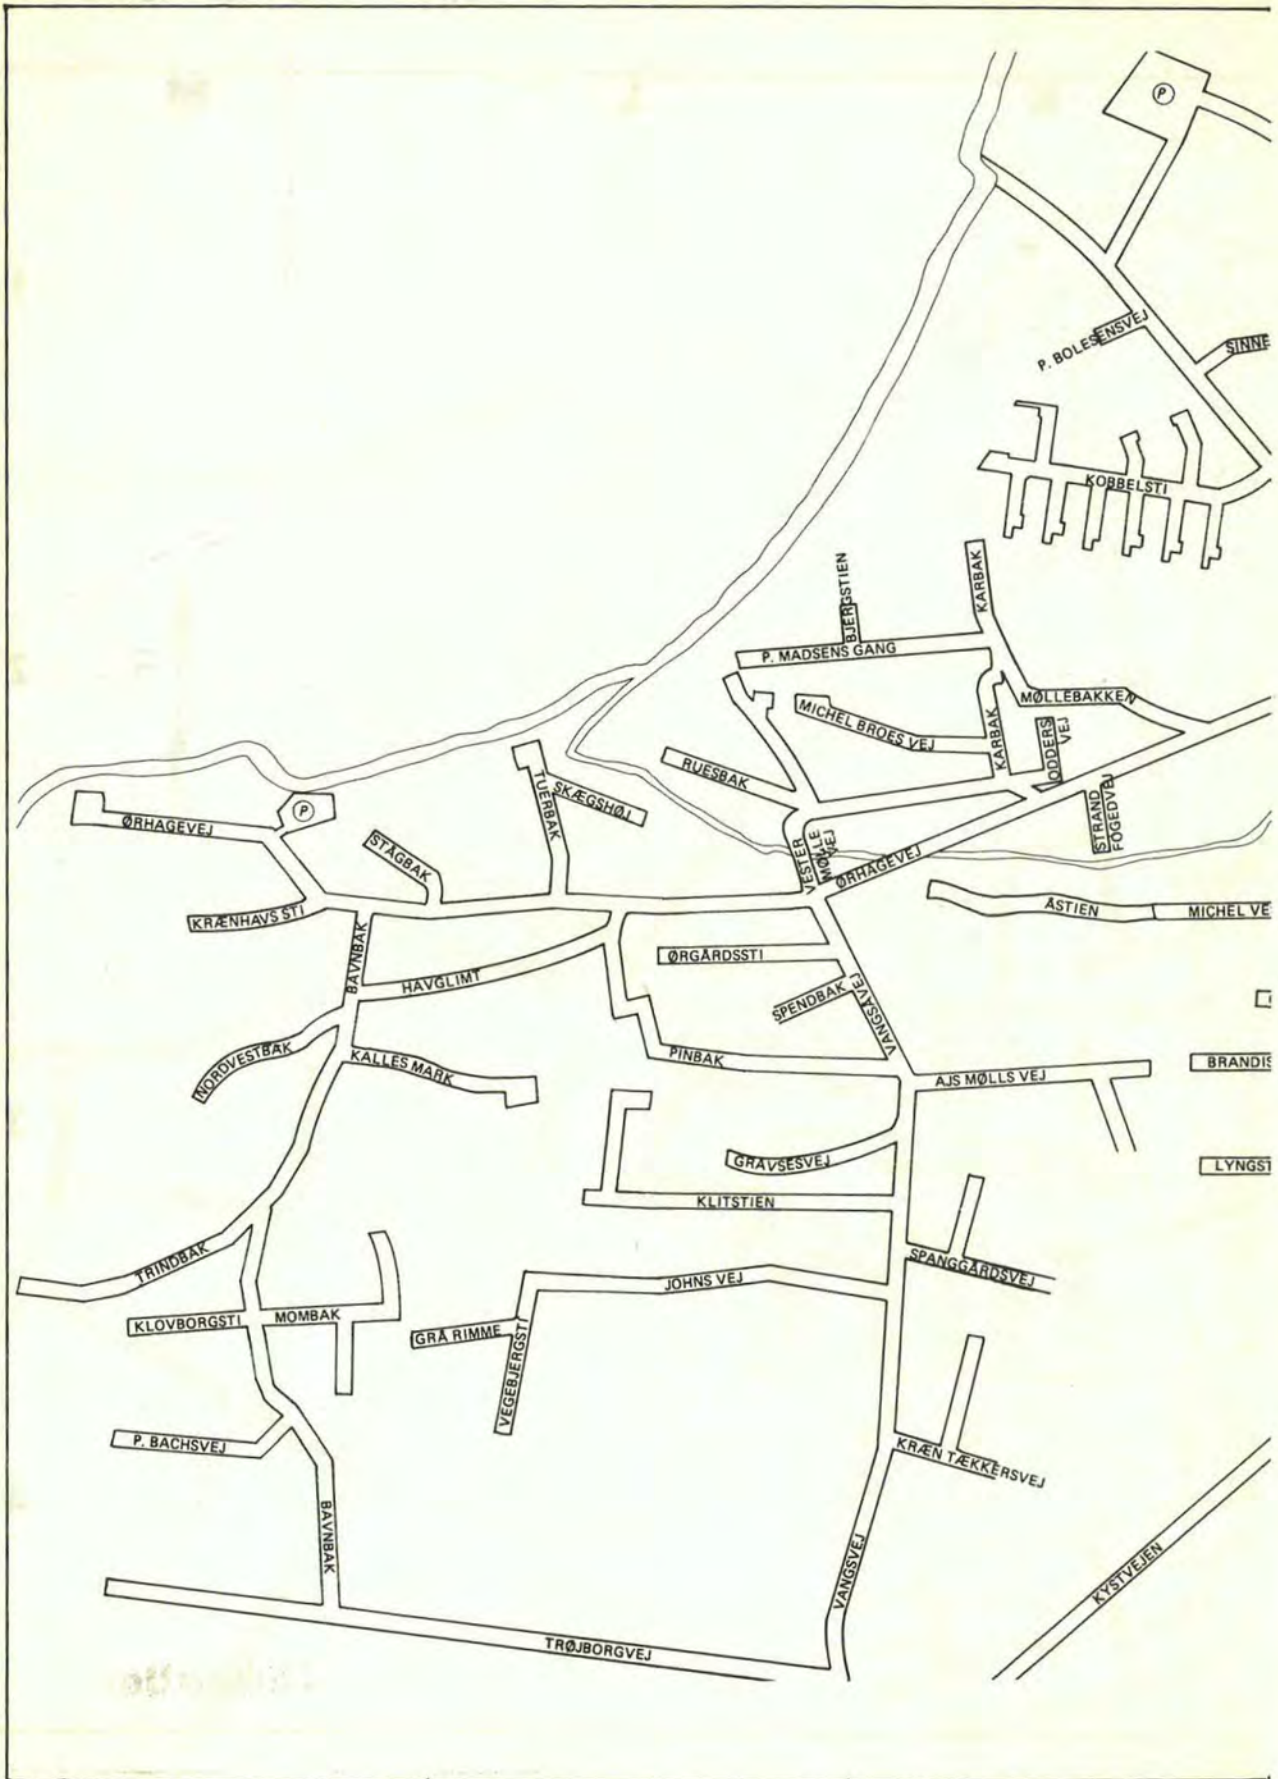 P
P. BOLESENSVEJ
SINNE
KOBBELSTI
BJERGSTIEN
KARBAK
P. MADSENS GANG
MØLLEBAKKEN
MICHEL BROES VEJ
KARBAK
ODDERS
VEJ
RUESBAK
TUERBAK
SKÆGSHØJ
STRAND
FOGEDVEJ
P
ØRHAGEVEJ
STÅGBAK
VESTER
MØLLE
VEJ
ØRHAGEVEJ
KRÆNHAVS STI
ÅSTIEN
MICHEL VE
BAVNBAK
HAVGLIMT
ØRGÅRDSSTI
SPENDBAK
VANGSÅVEJ
NORDVESTBAK
KALLES MARK
PINBAK
AJS MØLLS VEJ
BRANDIS
GRAVSESVEJ
LYNGST
KLITSTIEN
TRINDBAK
SPANGGÅRDSVEJ
JOHNS VEJ
KLOVBORGSTI
MOMBAK
GRÅ RIMME
VEGEBJERGSTI
P. BACHSVEJ
KRÆN TÆKKERSVEJ
BAVNBAK
VANGSVEJ
KYSTVEJEN
TRØJBORGVEJ